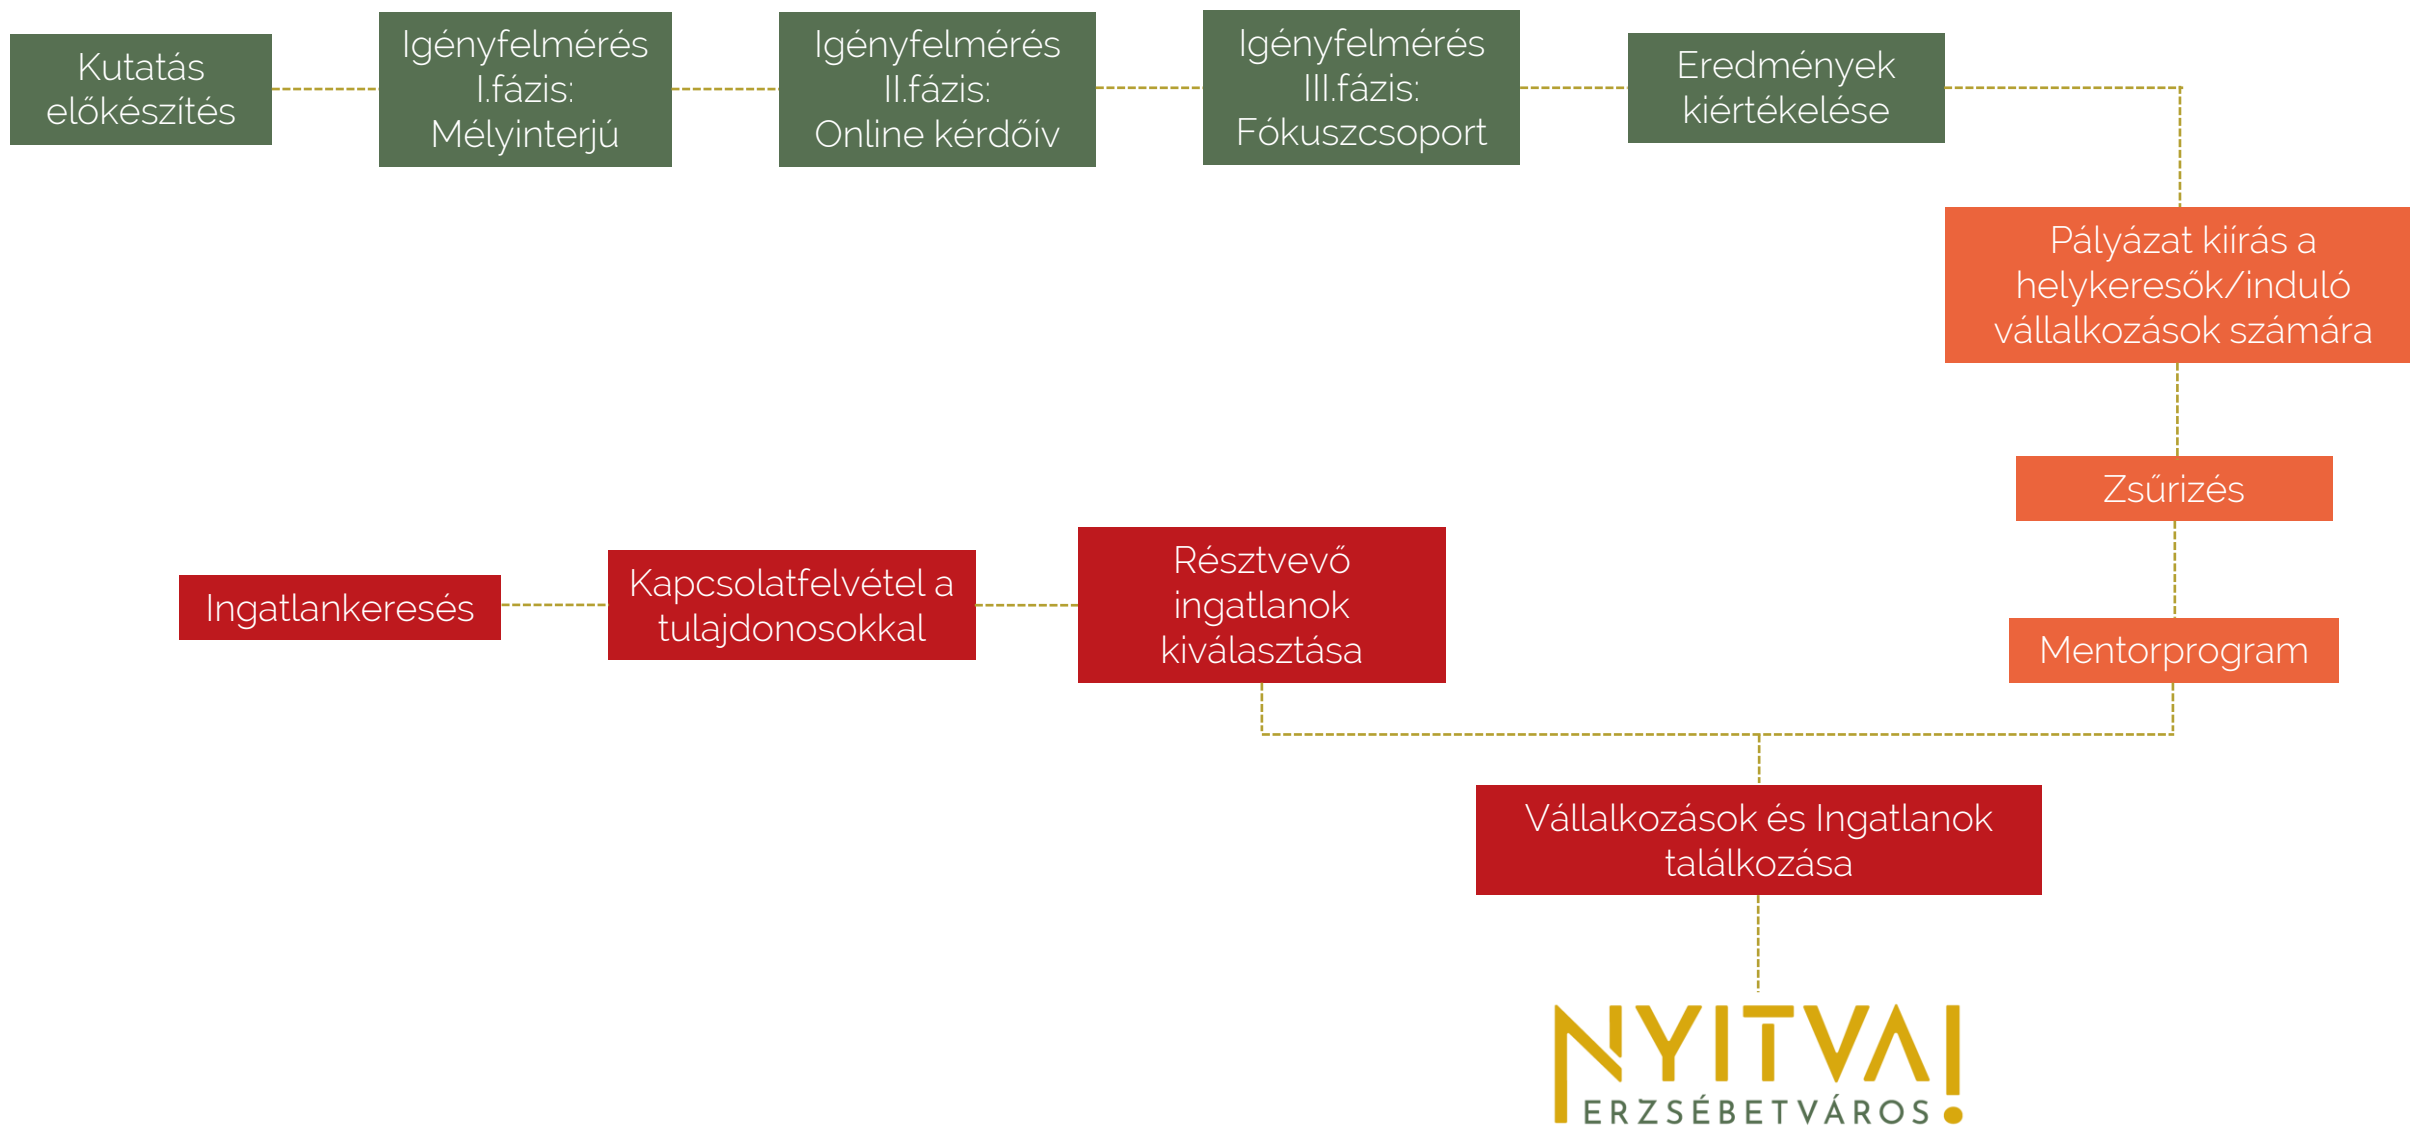 Kutatás
előkészítés
Igényfelmérés
I.fázis:
Mélyinterjú
Igényfelmérés
II.fázis:
Online kérdőív
Igényfelmérés
III.fázis:
Fókuszcsoport
Eredmények
kiértékelése
Pályázat kiírás a
helykeresők/induló
vállalkozások számára
Zsűrizés
Mentorprogram
Ingatlankeresés
Kapcsolatfelvétel a
tulajdonosokkal
Résztvevő
ingatlanok
kiválasztása
Vállalkozások és Ingatlanok
találkozása
NYITVA!
ERZSÉBETVÁROS